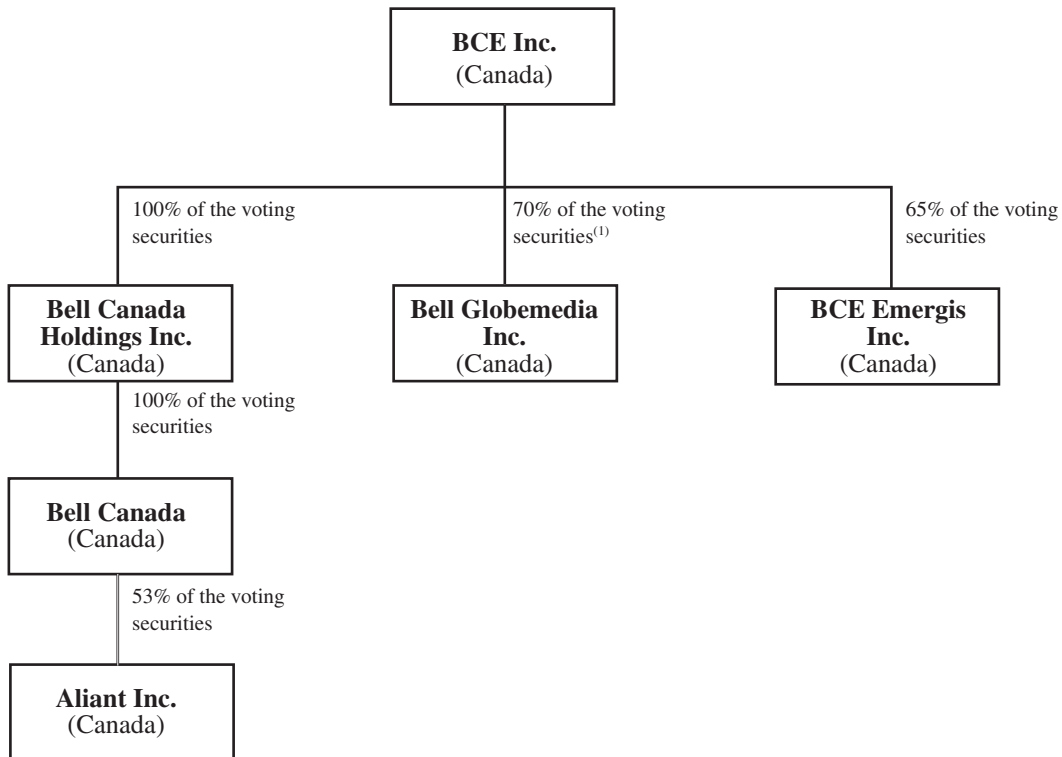 BCE Inc.
(Canada)
100% of the voting
securities
70% of the voting
securities(1)
65% of the voting
securities
Bell Canada
Holdings Inc.
(Canada)
Bell Globemedia
Inc.
(Canada)
BCE Emergis
Inc.
(Canada)
100% of the voting
securities
Bell Canada
(Canada)
53% of the voting
securities
Aliant Inc.
(Canada)